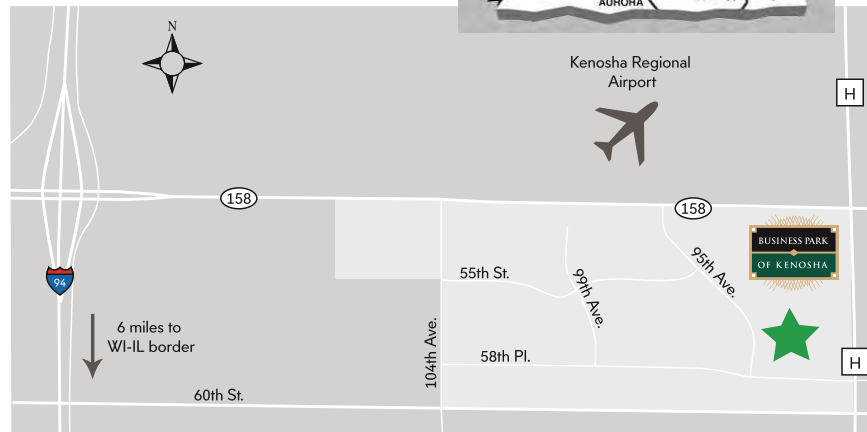 AURORA
N
Kenosha Regional
Airport
H
158
158
BUSINESS PARK
OF KENOSHA
55th St.
99th Ave.
95th Ave.
94
6 miles to
WI-IL border
104th Ave.
58th Pl.
H
60th St.